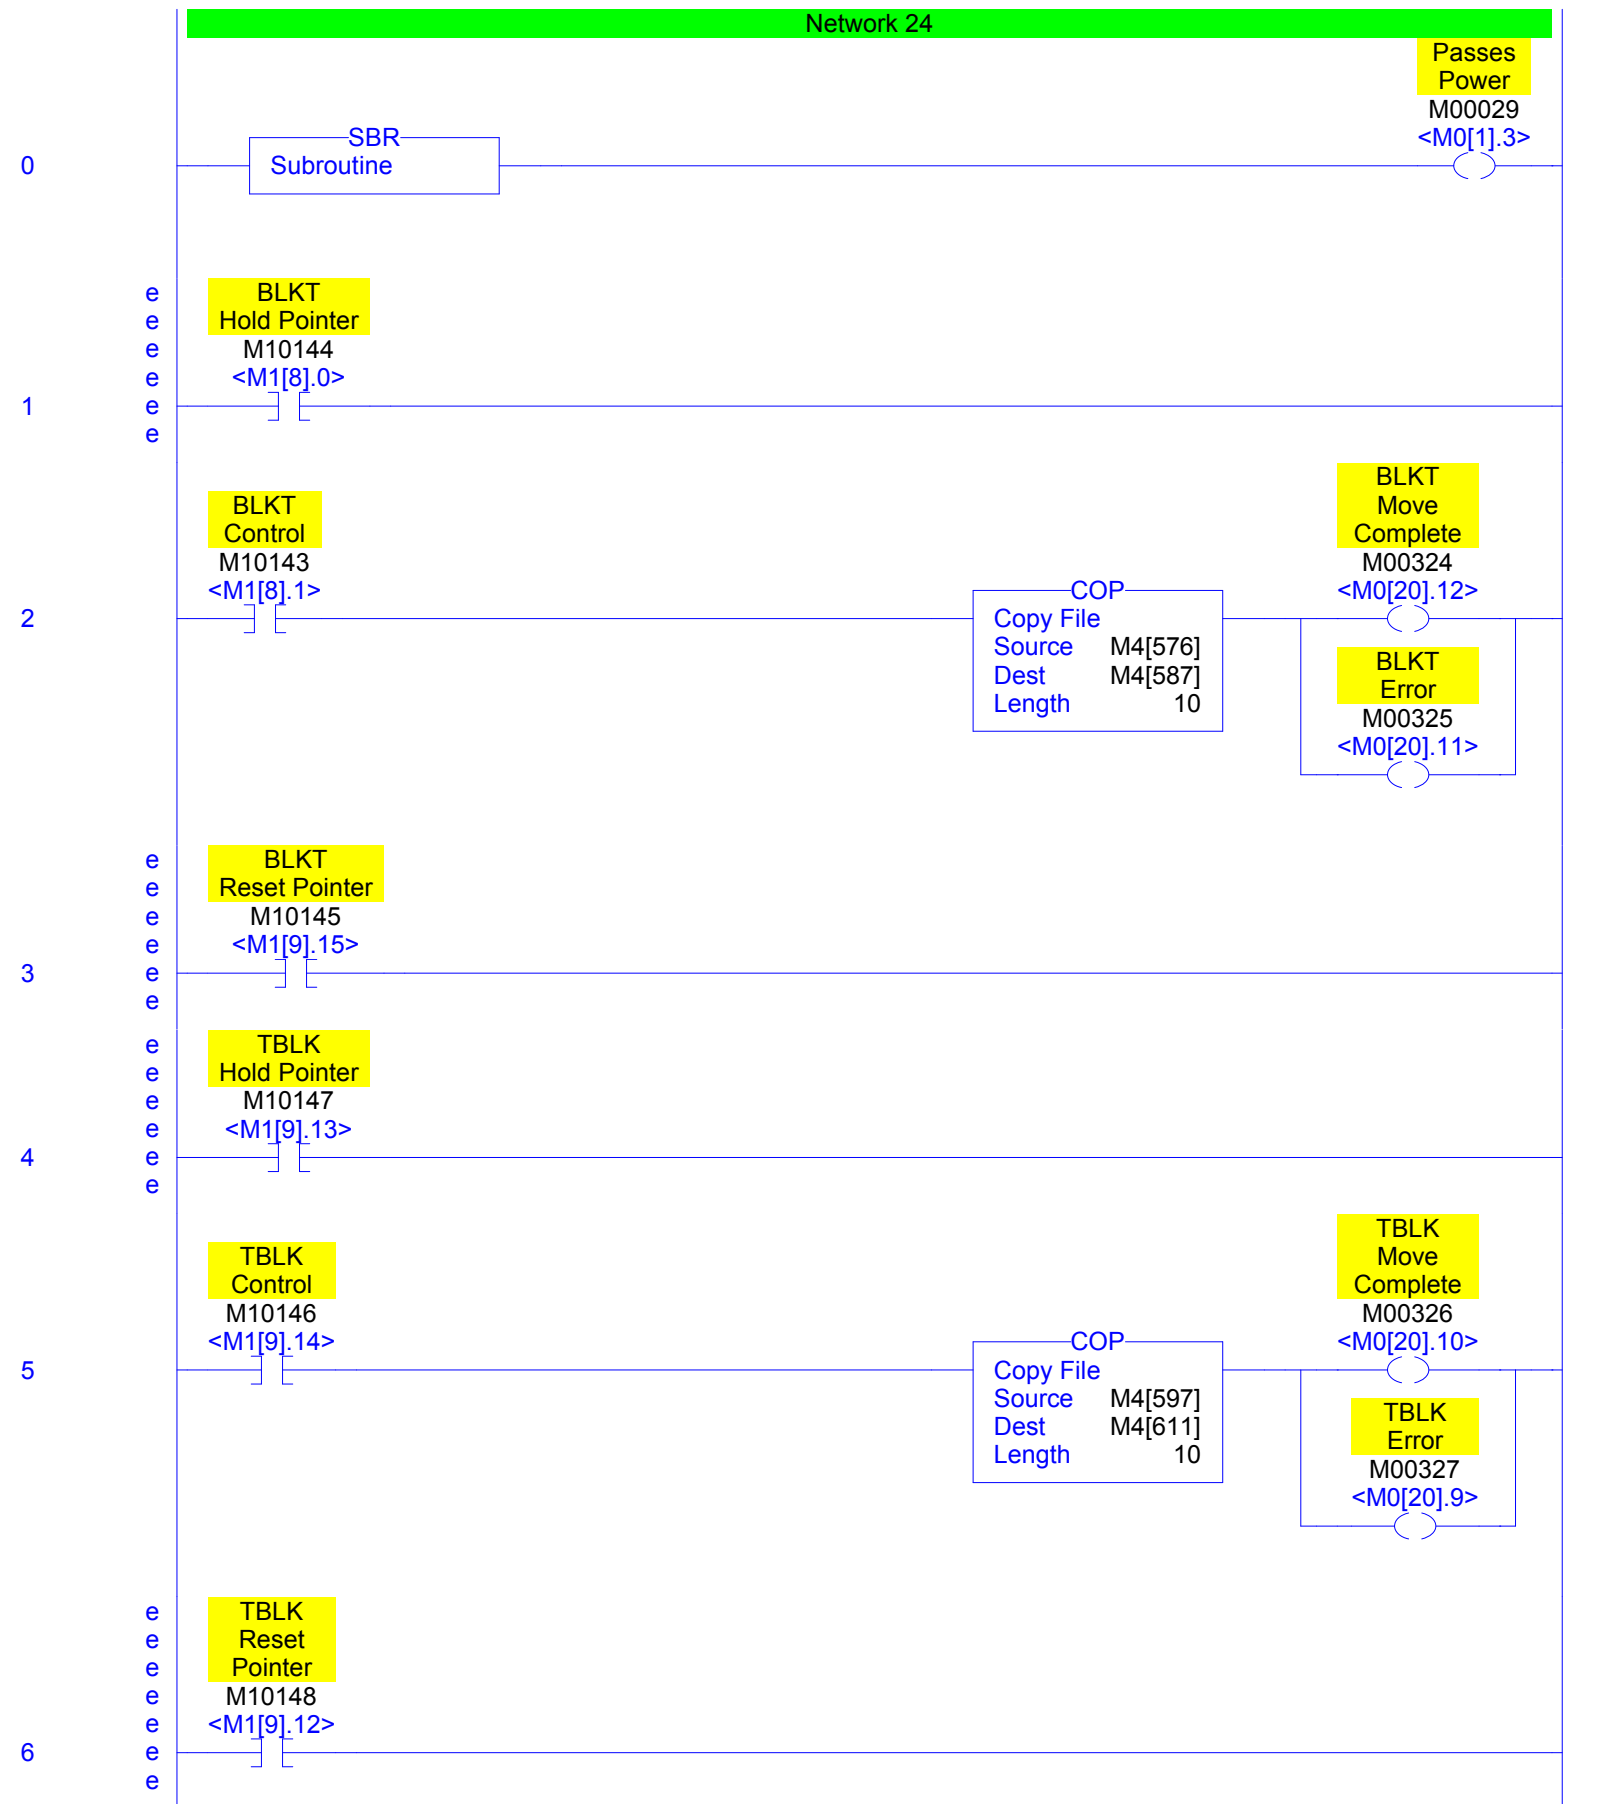 Network 24
Passes
Power
M00029
<M0[1].3>
0
SBR
Subroutine
e
e
e
e
e
e
BLKT
Hold Pointer
M10144
<M1[8].0>
1
BLKT
Control
M10143
<M1[8].1>
2
COP
Copy File
Source M4[576]
Dest M4[587]
Length 10
BLKT
Move
Complete
M00324
<M0[20].12>
BLKT
Error
M00325
<M0[20].11>
e
e
e
e
e
e
BLKT
Reset Pointer
M10145
<M1[9].15>
3
e
e
e
e
e
e
TBLK
Hold Pointer
M10147
<M1[9].13>
4
TBLK
Control
M10146
<M1[9].14>
5
COP
Copy File
Source M4[597]
Dest M4[611]
Length 10
TBLK
Move
Complete
M00326
<M0[20].10>
TBLK
Error
M00327
<M0[20].9>
e
e
e
e
e
e
e
TBLK
Reset
Pointer
M10148
<M1[9].12>
6